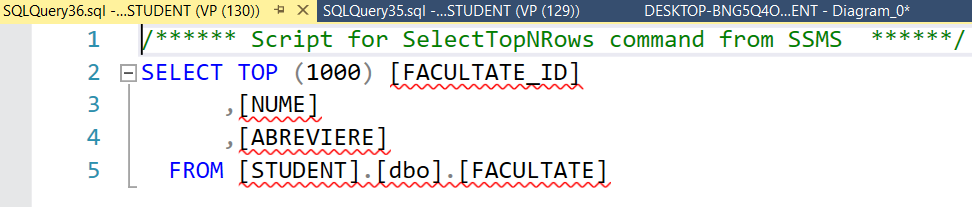 SQLQuery36.sql -...STUDENT (VP (130)) SQLQuery35.sql -...STUDENT (VP (129)) DESKTOP-BNG5Q4O...ENT - Diagram_0*
1 /****** Script for SelectTopNRows command from SSMS  ******/
2 SELECT TOP (1000) [FACULTATE_ID]
3       ,[NUME]
4       ,[ABREVIERE]
5   FROM [STUDENT].[dbo].[FACULTATE]